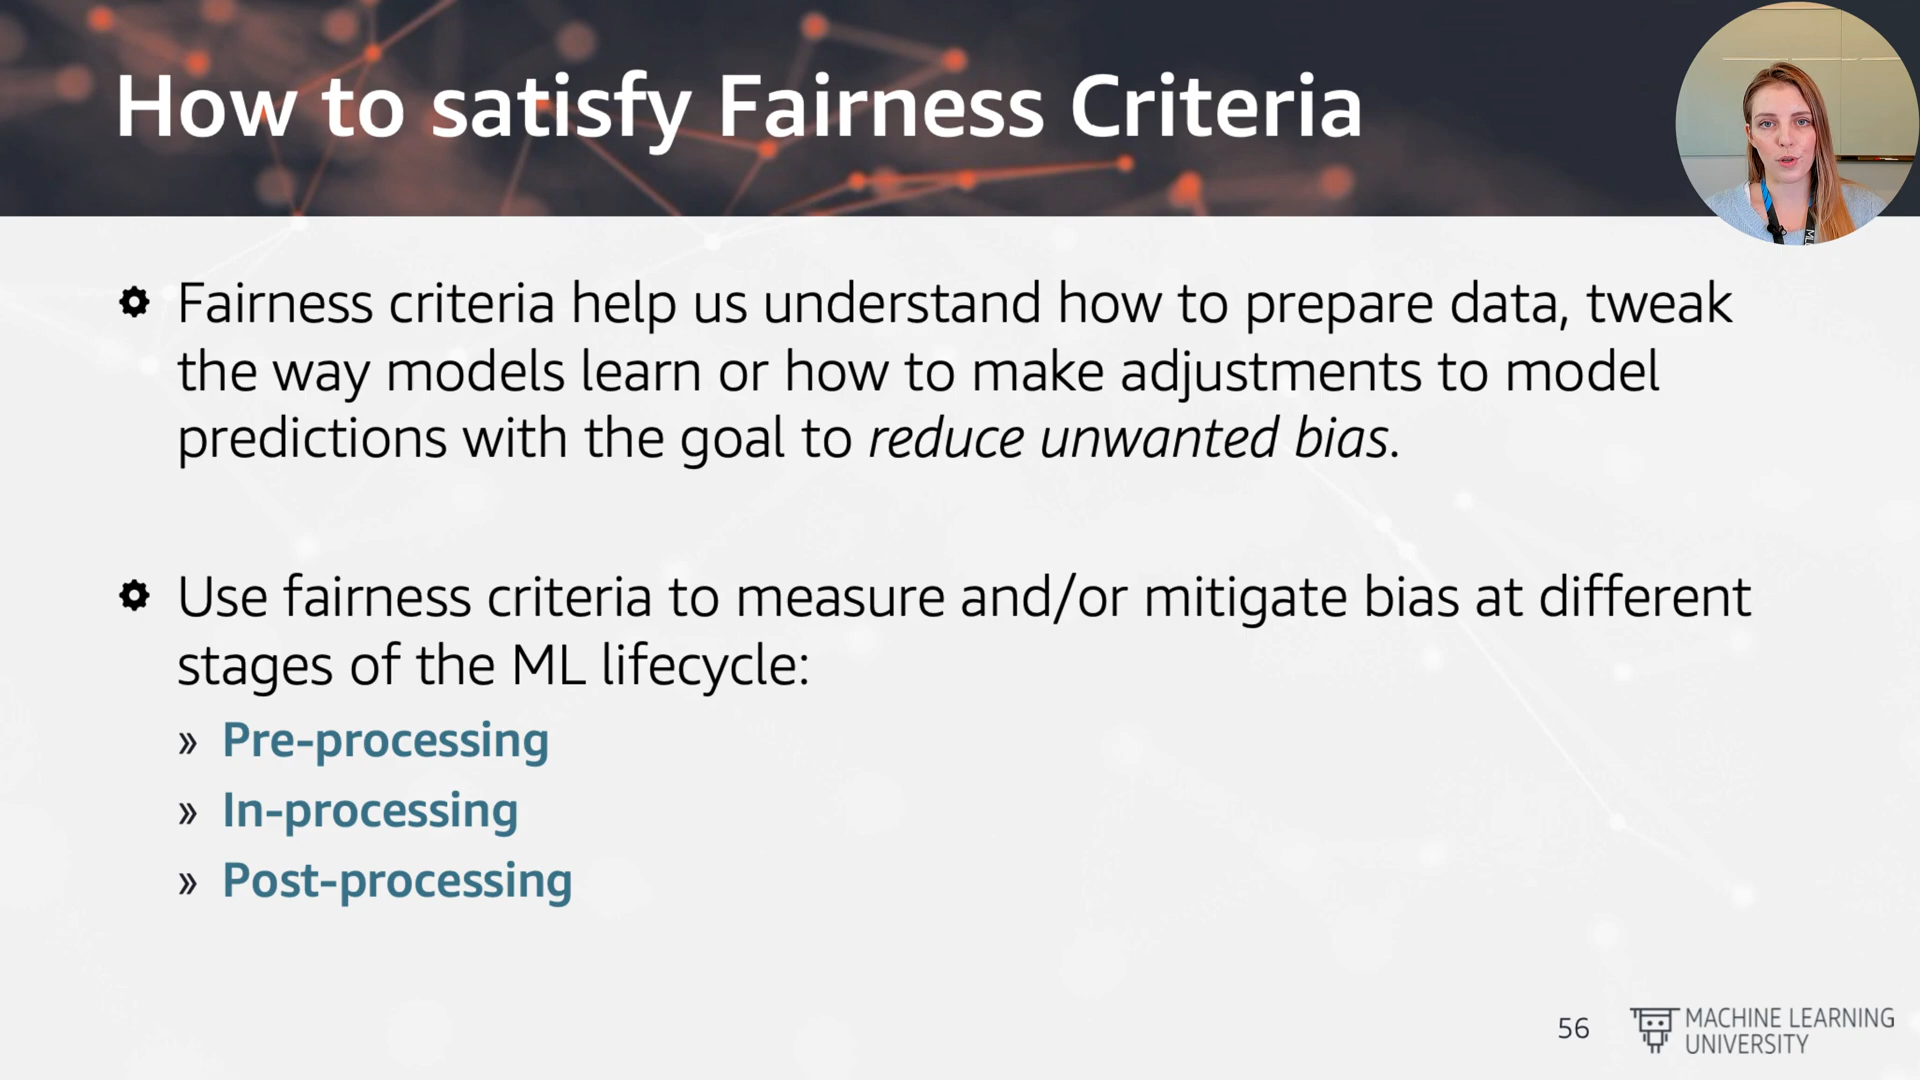 How to satisfy Fairness Criteria
Fairness criteria help us understand how to prepare data, tweak
the way models learn or how to make adjustments to model
predictions with the goal to reduce unwanted bias.
Use fairness criteria to measure and/or mitigate bias at different
stages of the ML lifecycle:
» Pre-processing
» In-processing
» Post-processing
56
MACHINE LEARNING
UNIVERSITY